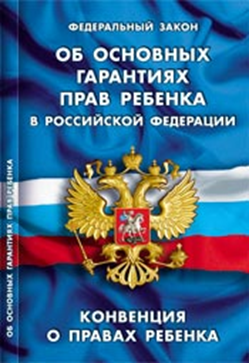 ФЕДЕРАЛЬНЫЙ ЗАКОН
ОБ ОСНОВНЫХ
ГАРАНТИЯХ
ПРАВ РЕБЕНКА
В РОССИЙСКОЙ ФЕДЕРАЦИИ
КОНВЕНЦИЯ
О ПРАВАХ РЕБЕНКА
ОБ ОСНОВНЫХ ГАРАНТИЯХ ПРАВ РЕБЕНКА